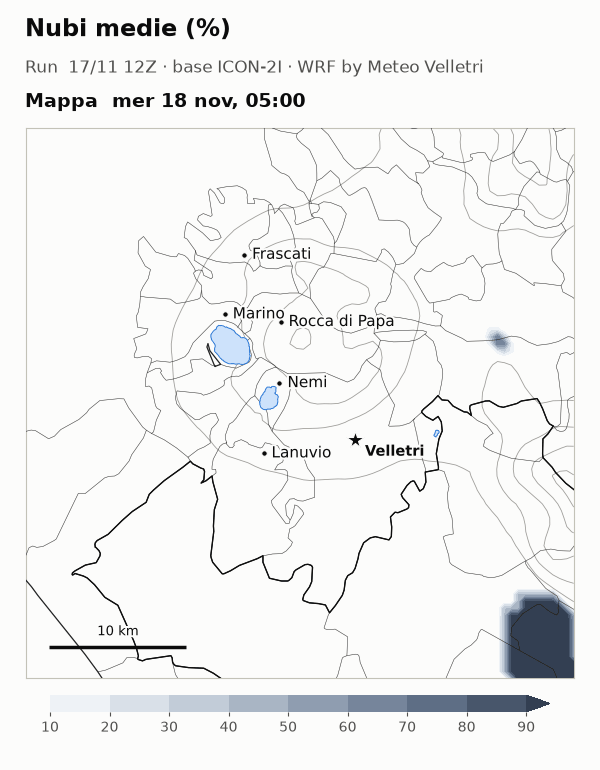 Nubi medie (%)
Run  17/11 12Z · base ICON-2I · WRF by Meteo Velletri
Mappa  mer 18 nov, 05:00
Frascati
Marino
Rocca di Papa
Nemi
Velletri
Lanuvio
10 km
10 20 30 40 50 60 70 80 90